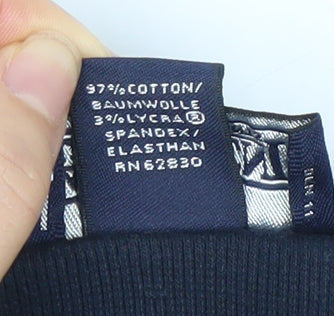 97% COTTON/
BAUMWOLLE
3% LYCRA®
SPANDEX/
ELASTHAN
RN 62830